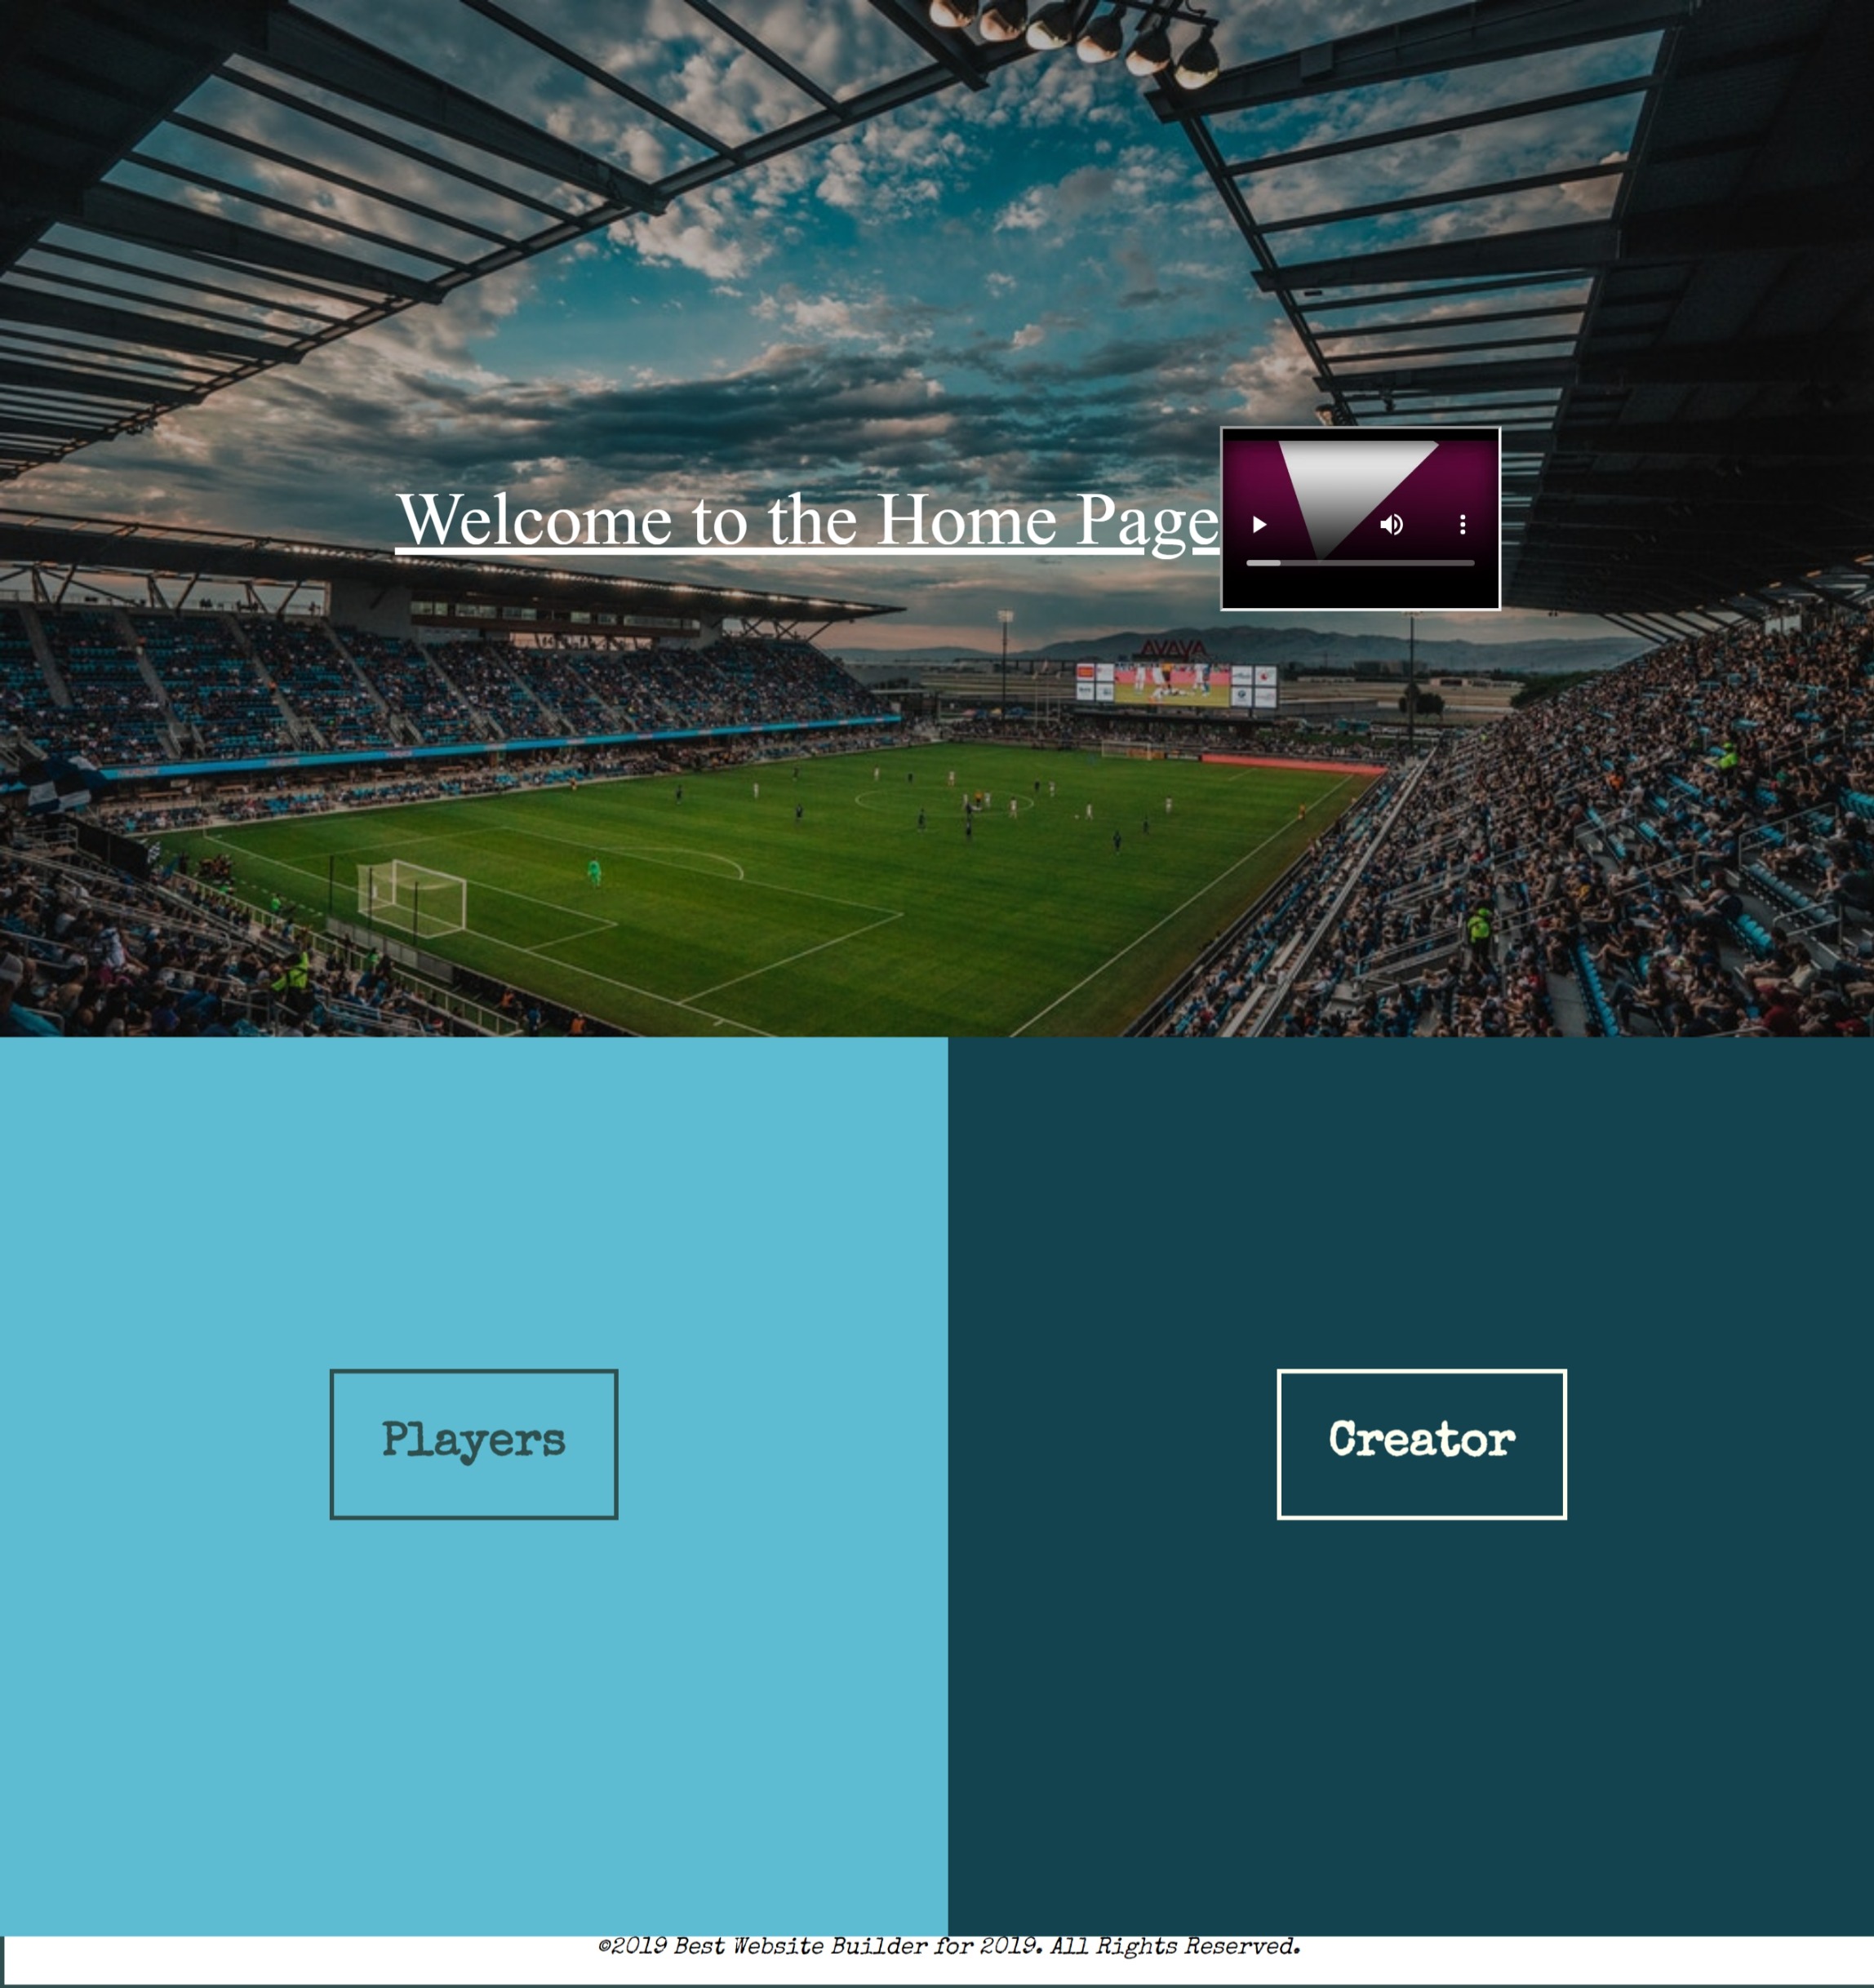 Welcome to the Home Page
AVAYA
Players
Creator
©2019 Best Website Builder for 2019. All Rights Reserved.